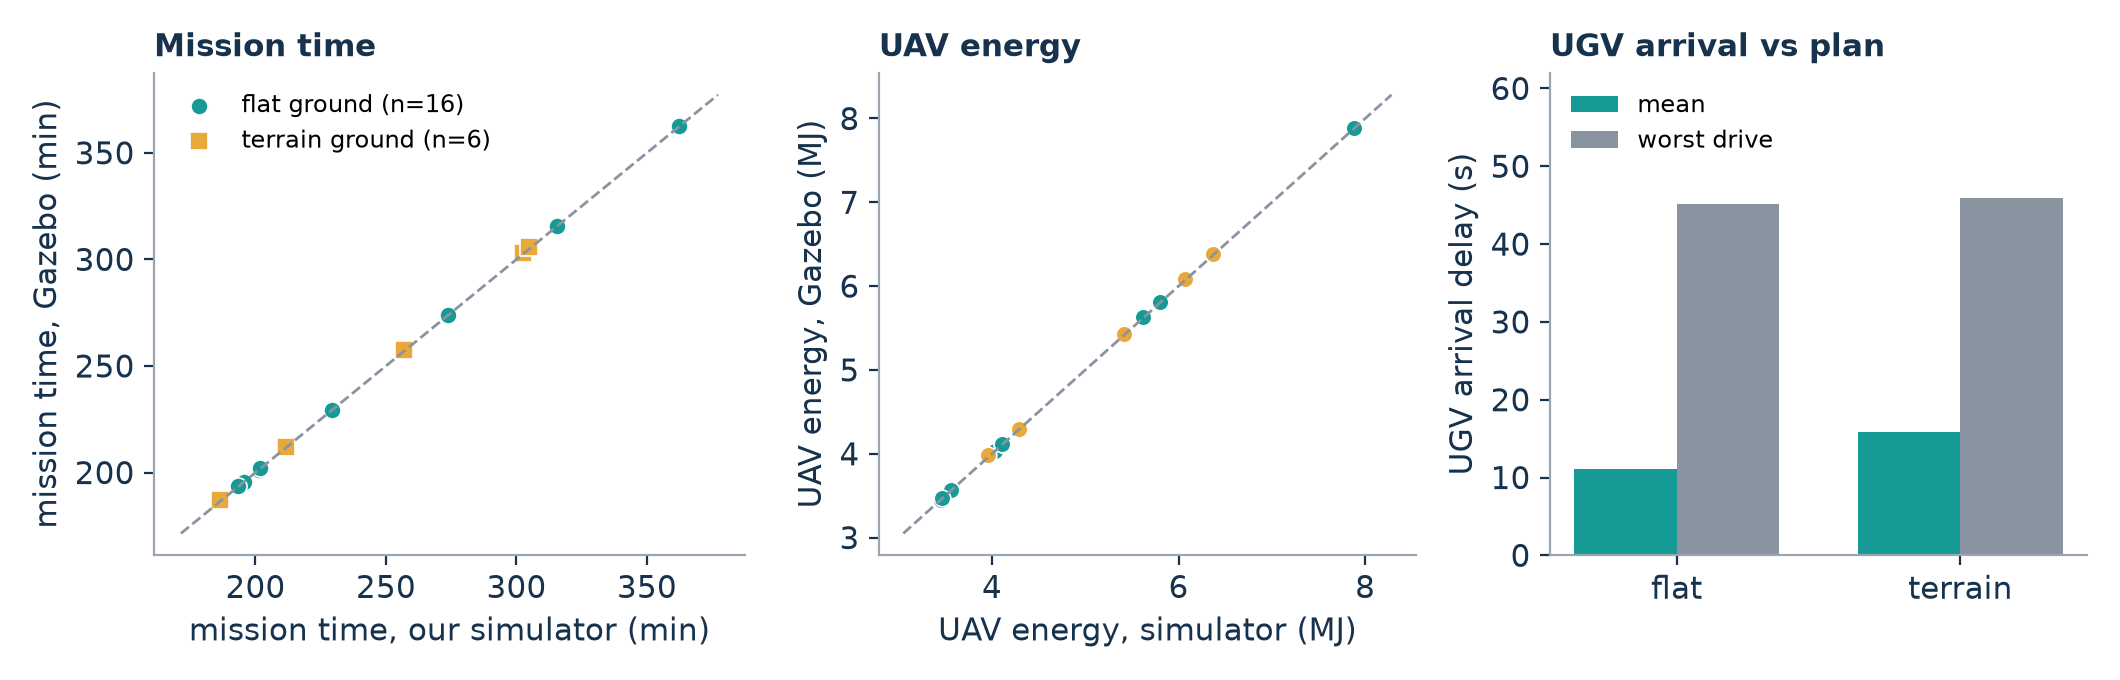 Mission time
flat ground (n=16)
terrain ground (n=6)
mission time, Gazebo (min)
350
300
250
200
200 250 300 350
mission time, our simulator (min)
UAV energy
UAV energy, Gazebo (MJ)
8
7
6
5
4
3
4 6 8
UAV energy, simulator (MJ)
UGV arrival vs plan
mean
worst drive
UGV arrival delay (s)
60
50
40
30
20
10
0
flat terrain